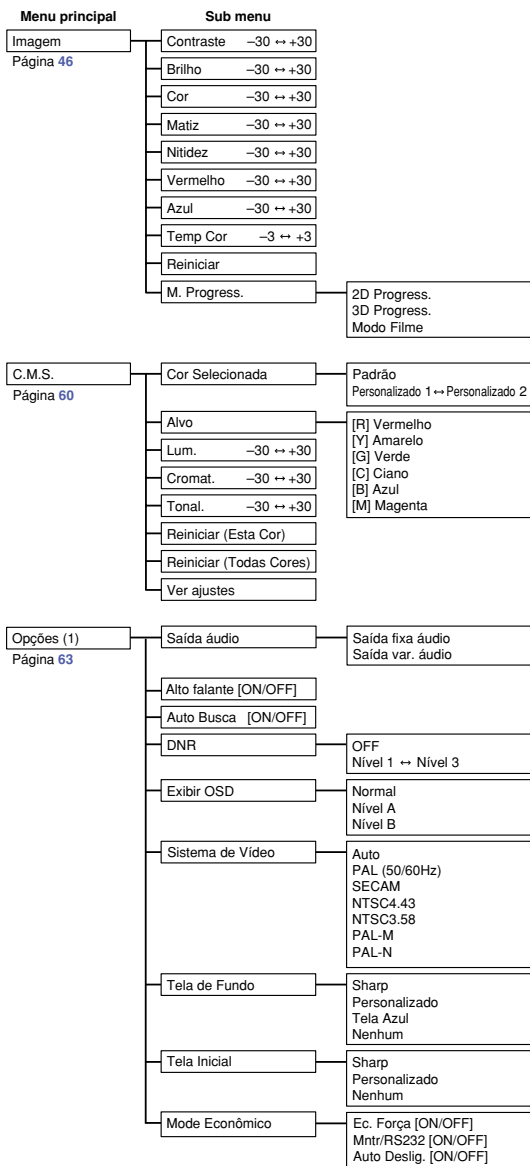 Menu principal Sub menu
Imagem
Página 46
Contraste –30 ↔ +30
Brilho –30 ↔ +30
Cor –30 ↔ +30
Matiz –30 ↔ +30
Nitidez –30 ↔ +30
Vermelho –30 ↔ +30
Azul –30 ↔ +30
Temp Cor –3 ↔ +3
Reiniciar
M. Progress.
2D Progress.
3D Progress.
Modo Filme
C.M.S.
Página 60
Cor Selecionada
Padrão
Personalizado 1 ↔ Personalizado 2
Alvo
[R] Vermelho
[Y] Amarelo
[G] Verde
[C] Ciano
[B] Azul
[M] Magenta
Lum. –30 ↔ +30
Cromat. –30 ↔ +30
Tonal. –30 ↔ +30
Reiniciar (Esta Cor)
Reiniciar (Todas Cores)
Ver ajustes
Opções (1)
Página 63
Saída áudio
Saída fixa áudio
Saída var. áudio
Alto falante [ON/OFF]
Auto Busca [ON/OFF]
DNR
OFF
Nível 1 ↔ Nível 3
Exibir OSD
Normal
Nível A
Nível B
Sistema de Vídeo
Auto
PAL (50/60Hz)
SECAM
NTSC4.43
NTSC3.58
PAL-M
PAL-N
Tela de Fundo
Sharp
Personalizado
Tela Azul
Nenhum
Tela Inicial
Sharp
Personalizado
Nenhum
Mode Econômico
Ec. Força [ON/OFF]
Mntr/RS232 [ON/OFF]
Auto Deslig. [ON/OFF]